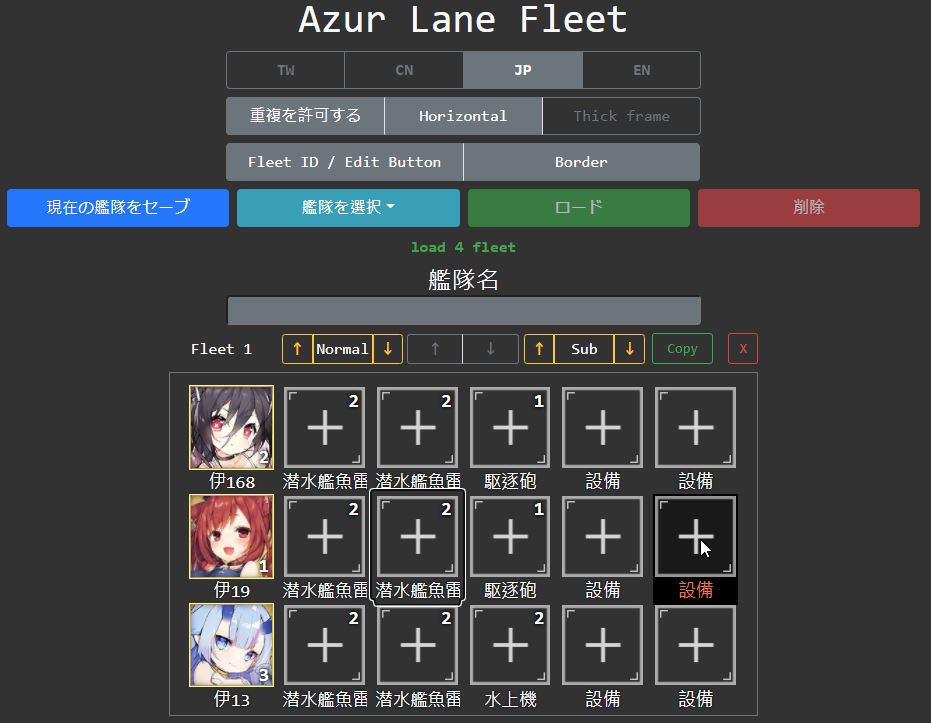 Azur Lane Fleet
TW CN JP EN
重複を許可する Horizontal Thick frame
Fleet ID / Edit Button Border
現在の艦隊をセーブ 艦隊を選択 ロード 削除
load 4 fleet
艦隊名
Fleet 1 ↑ Normal ↓ ↑ ↓ ↑ Sub ↓ Copy X
2 2 2 1
伊168 潜水艦魚雷 潜水艦魚雷 駆逐砲 設備 設備
1 2 2 1
伊19 潜水艦魚雷 潜水艦魚雷 駆逐砲 設備 設備
3 2 2 2
伊13 潜水艦魚雷 潜水艦魚雷 水上機 設備 設備